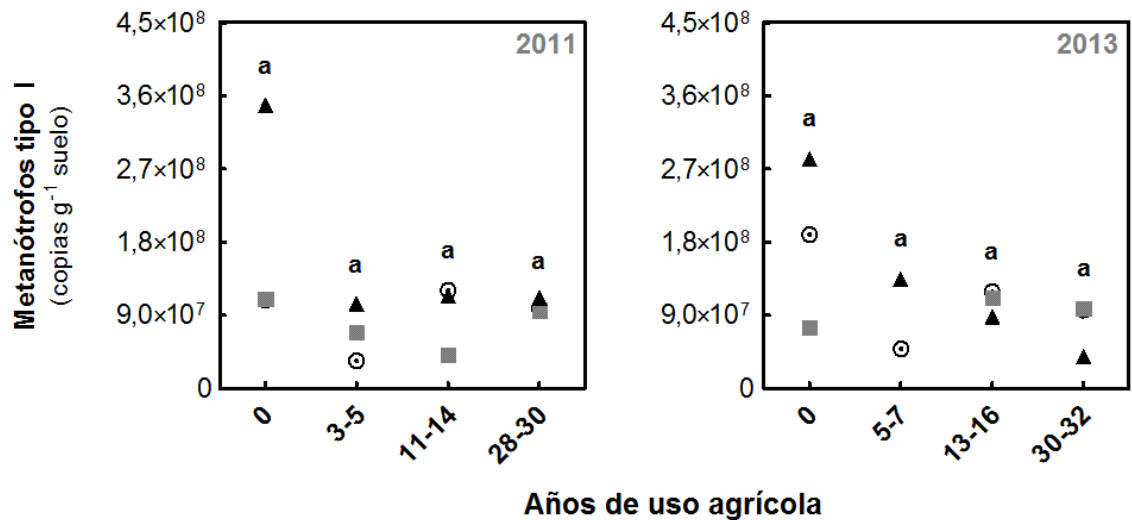 Metanótrofos tipo I
(copias g⁻¹ suelo)
4,5×10⁸
3,6×10⁸
2,7×10⁸
1,8×10⁸
9,0×10⁷
0
2011
a
a
a
a
0
3-5
11-14
28-30
4,5×10⁸
3,6×10⁸
2,7×10⁸
1,8×10⁸
9,0×10⁷
0
2013
a
a
a
a
0
5-7
13-16
30-32
Años de uso agrícola